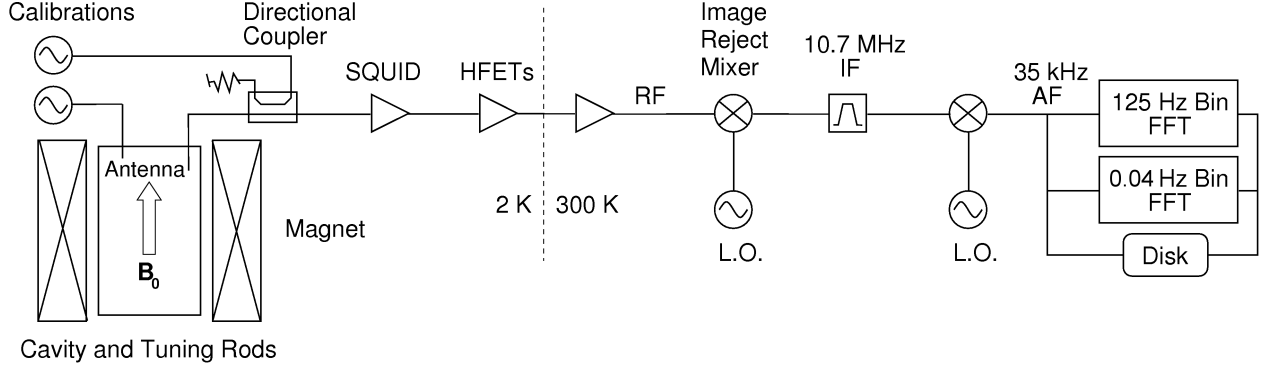 Calibrations
Directional
Coupler
SQUID
HFETs
RF
Image
Reject
Mixer
10.7 MHz
IF
35 kHz
AF
125 Hz Bin
FFT
0.04 Hz Bin
FFT
Disk
Antenna
B0
Magnet
2 K
300 K
L.O.
L.O.
Cavity and Tuning Rods